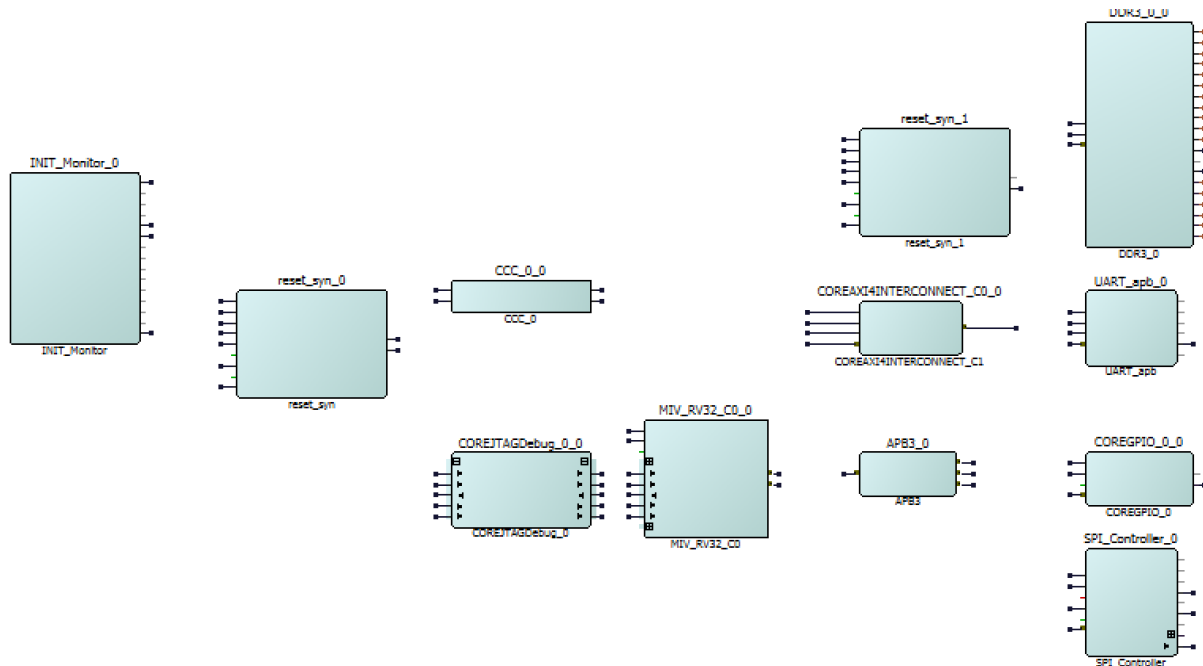 DDR3_0_0
DDR3_0
reset_syn_1
reset_syn_1
INIT_Monitor_0
INIT_Monitor
reset_syn_0
reset_syn
CCC_0_0
CCC_0
COREAXI4INTERCONNECT_C0_0
COREAXI4INTERCONNECT_C1
UART_apb_0
UART_apb
COREJTAGDebug_0_0
COREJTAGDebug_0
MIV_RV32_C0_0
MIV_RV32_C0
APB3_0
APB3
COREGPIO_0_0
COREGPIO_0
SPI_Controller_0
SPI_Controller